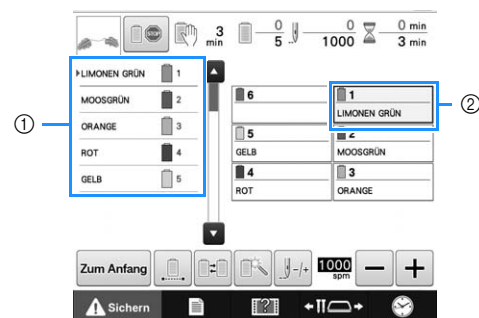 3 min
0 5
0 1000
0 min 3 min
LIMONEN GRÜN 1
MOOSGRÜN 2
ORANGE 3
ROT 4
GELB 5
①
②
6
1 LIMONEN GRÜN
5 GELB
2 MOOSGRÜN
4 ROT
3 ORANGE
Zum Anfang
-/+
1000 spm
− +
Sichern